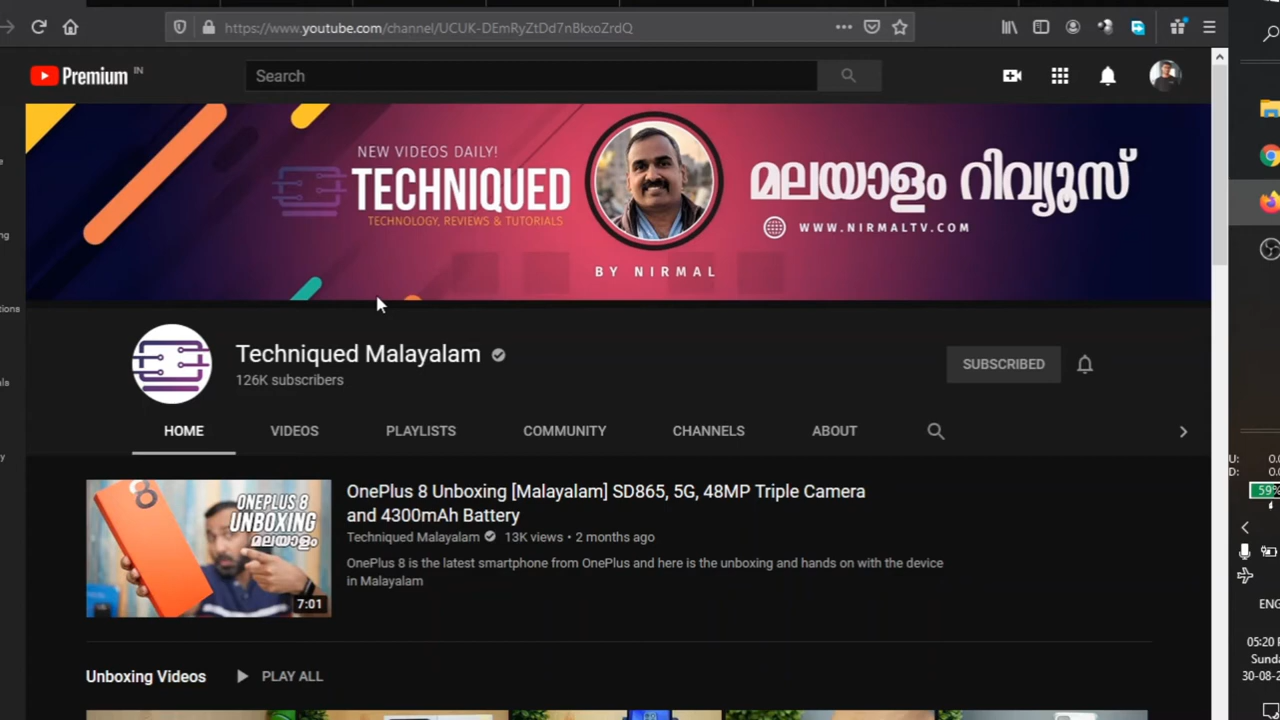 https://www.youtube.com/channel/UCUK-DEmRyZtDd7nBkxoZrdQ
Premium IN
Search
NEW VIDEOS DAILY!
TECHNIQUED
TECHNOLOGY, REVIEWS & TUTORIALS
BY NIRMAL
മലയാളം റിവ്യൂസ്
WWW.NIRMALTV.COM
Techniqued Malayalam
126K subscribers
SUBSCRIBED
HOME VIDEOS PLAYLISTS COMMUNITY CHANNELS ABOUT
ONEPLUS 8
UNBOXING
മലയാളം
7:01
OnePlus 8 Unboxing [Malayalam] SD865, 5G, 48MP Triple Camera
and 4300mAh Battery
Techniqued Malayalam 13K views • 2 months ago
OnePlus 8 is the latest smartphone from OnePlus and here is the unboxing and hands on with the device
in Malayalam
Unboxing Videos PLAY ALL
U: 0.
D: 0.
59%
ENG
05:20
Sunda
30-08-2